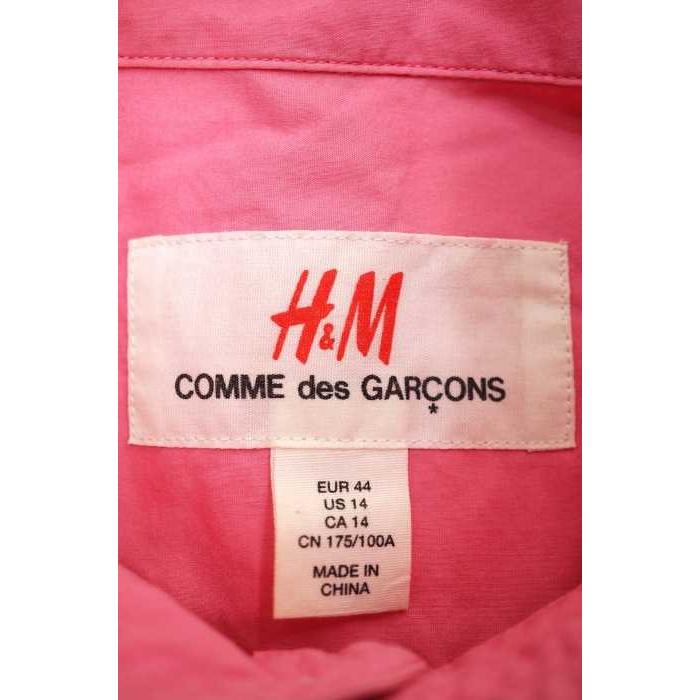 H&M
COMME des GARÇONS
*
EUR 44
US 14
CA 14
CN 175/100A
MADE IN
CHINA